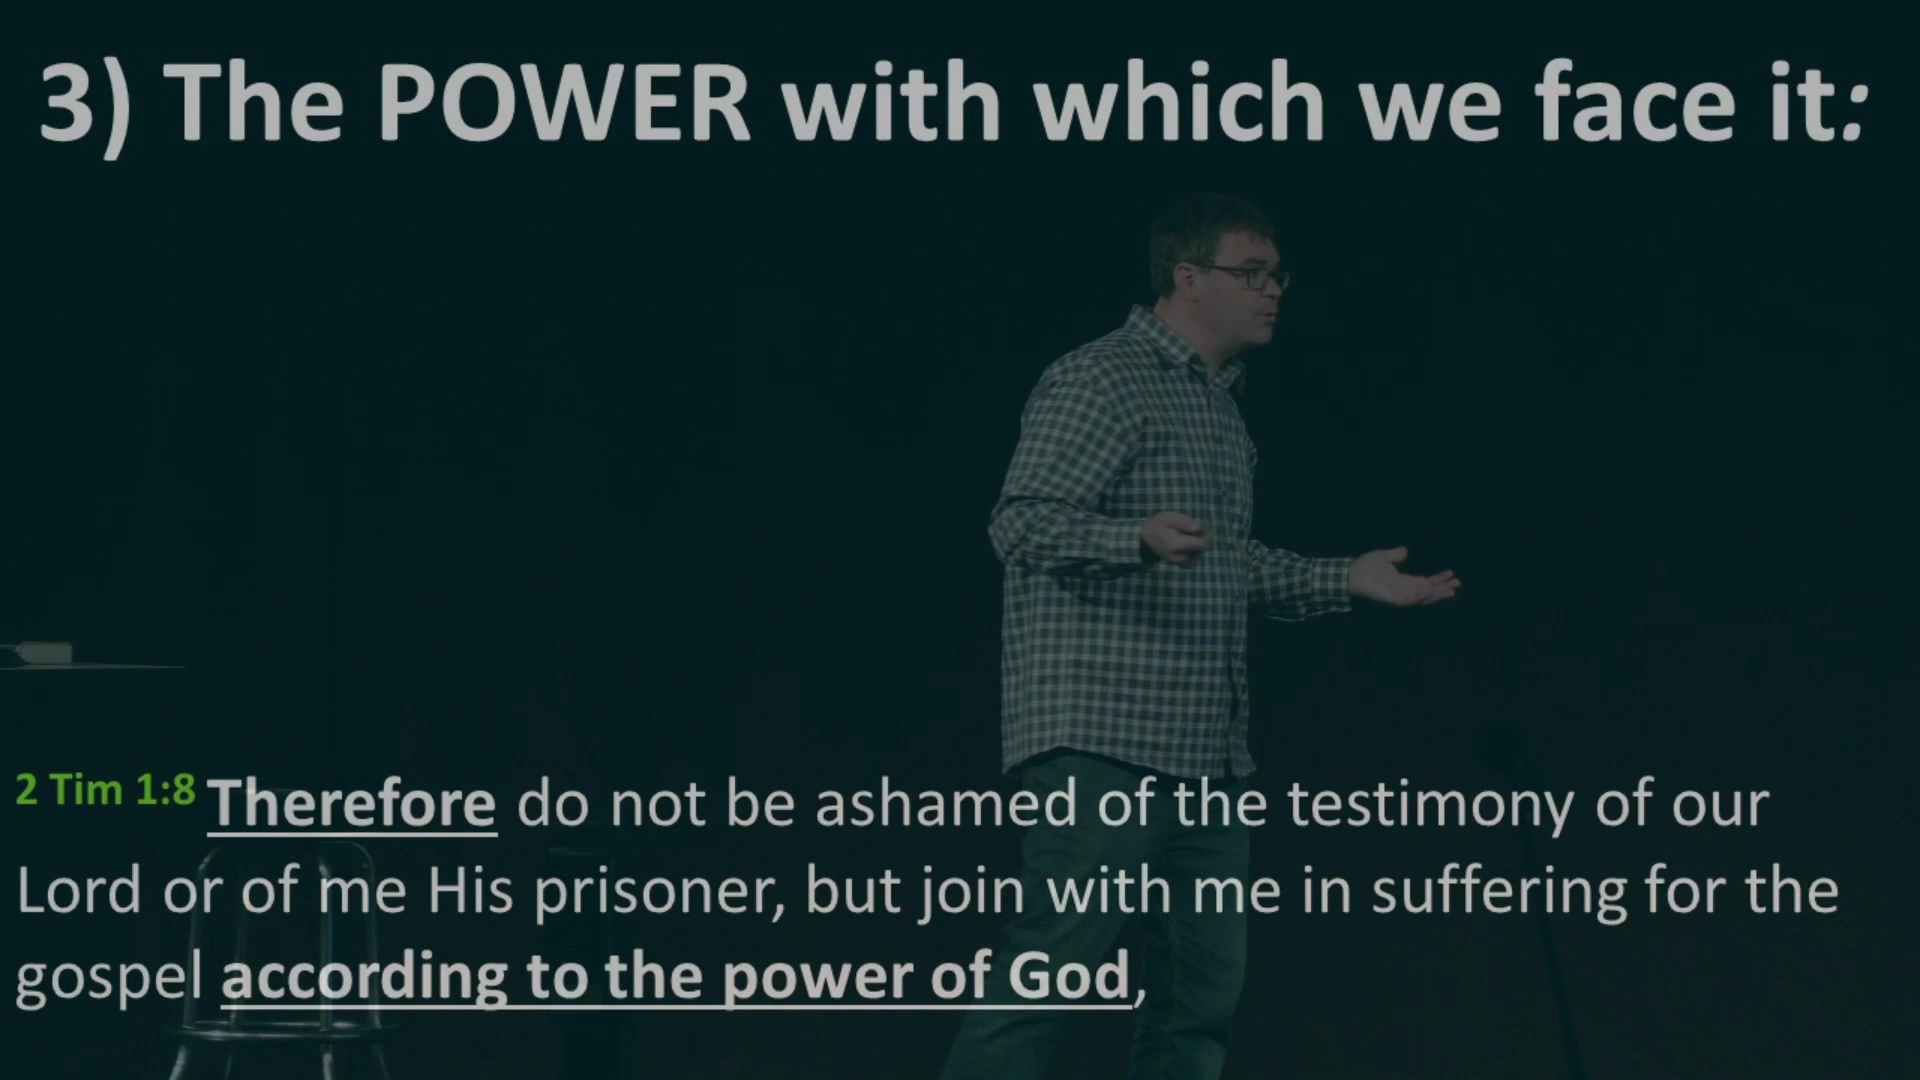 3) The POWER with which we face it:
2 Tim 1:8 Therefore do not be ashamed of the testimony of our
Lord or of me His prisoner, but join with me in suffering for the
gospel according to the power of God,